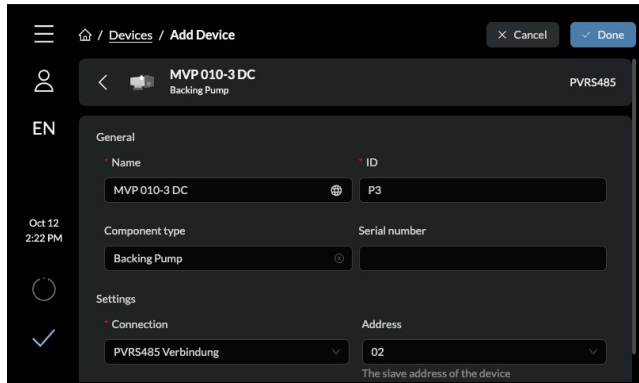 / Devices / Add Device
Cancel
Done
MVP 010-3 DC
Backing Pump
PVRS485
EN
General
* Name
* ID
MVP 010-3 DC
P3
Oct 12
2:22 PM
Component type
Serial number
Backing Pump
Settings
* Connection
Address
PVRS485 Verbindung
02
The slave address of the device